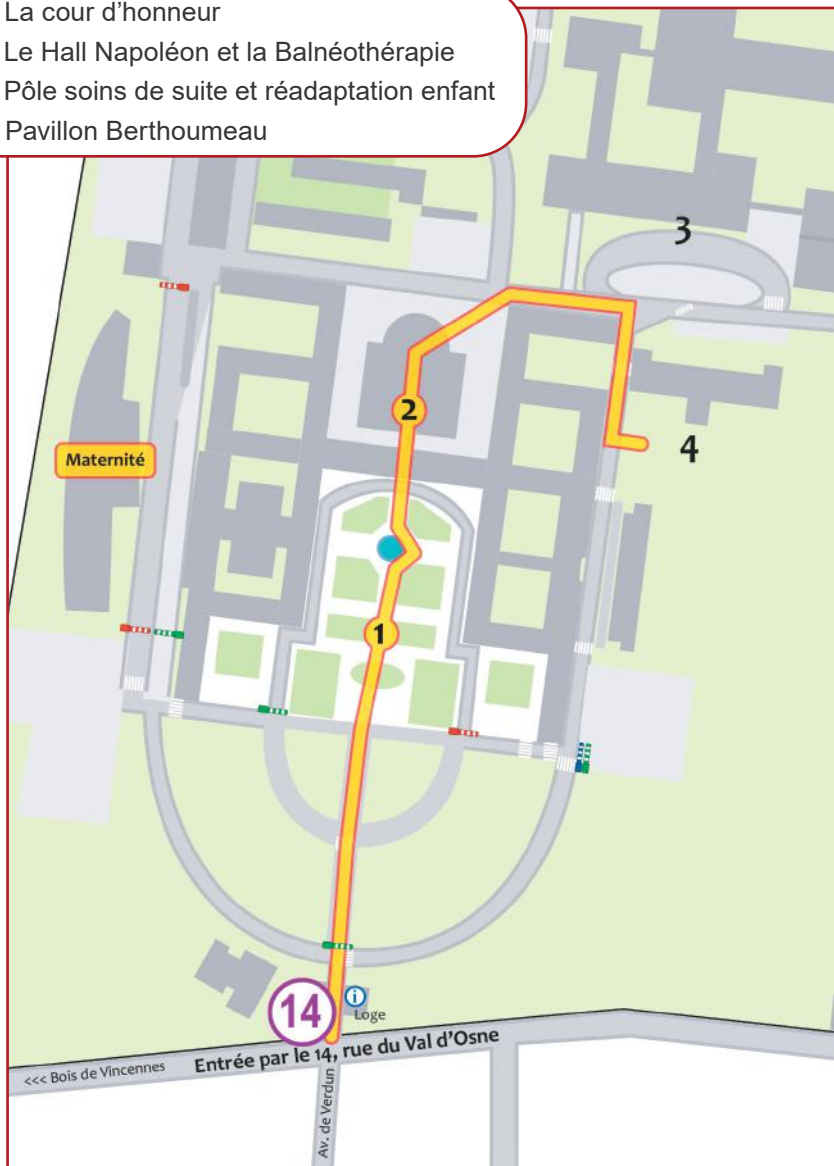 La cour d'honneur
Le Hall Napoléon et la Balnéothérapie
Pôle soins de suite et réadaptation enfant
Pavillon Berthoumeau
3
2
4
Maternité
1
14
i
Loge
Entrée par le 14, rue du Val d'Osne
<<< Bois de Vincennes
Av. de Verdun